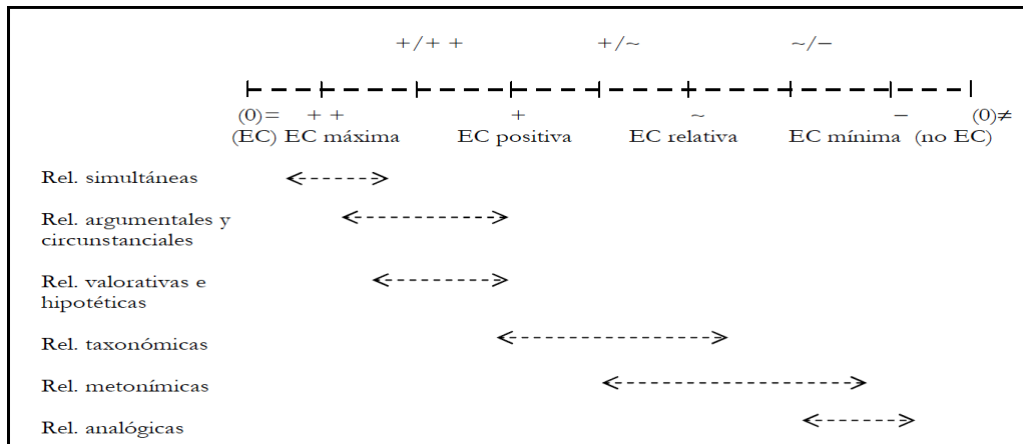 +/+ + +/~ ~/−
(0)= + + + ~ − (0)≠
(EC) EC máxima EC positiva EC relativa EC mínima (no EC)
Rel. simultáneas
Rel. argumentales y
circunstanciales
Rel. valorativas e
hipotéticas
Rel. taxonómicas
Rel. metonímicas
Rel. analógicas